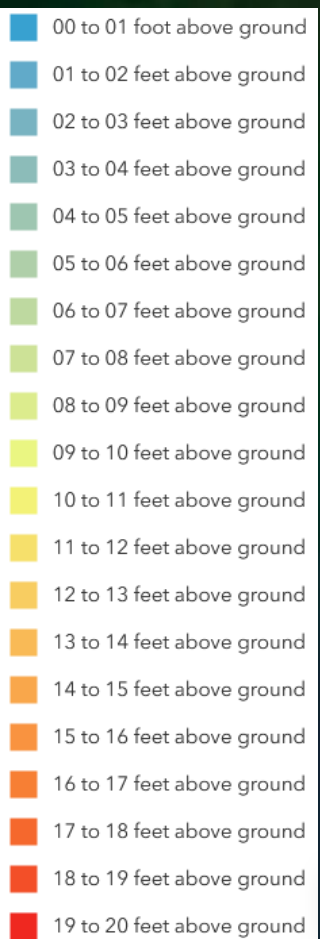 00 to 01 foot above ground
01 to 02 feet above ground
02 to 03 feet above ground
03 to 04 feet above ground
04 to 05 feet above ground
05 to 06 feet above ground
06 to 07 feet above ground
07 to 08 feet above ground
08 to 09 feet above ground
09 to 10 feet above ground
10 to 11 feet above ground
11 to 12 feet above ground
12 to 13 feet above ground
13 to 14 feet above ground
14 to 15 feet above ground
15 to 16 feet above ground
16 to 17 feet above ground
17 to 18 feet above ground
18 to 19 feet above ground
19 to 20 feet above ground